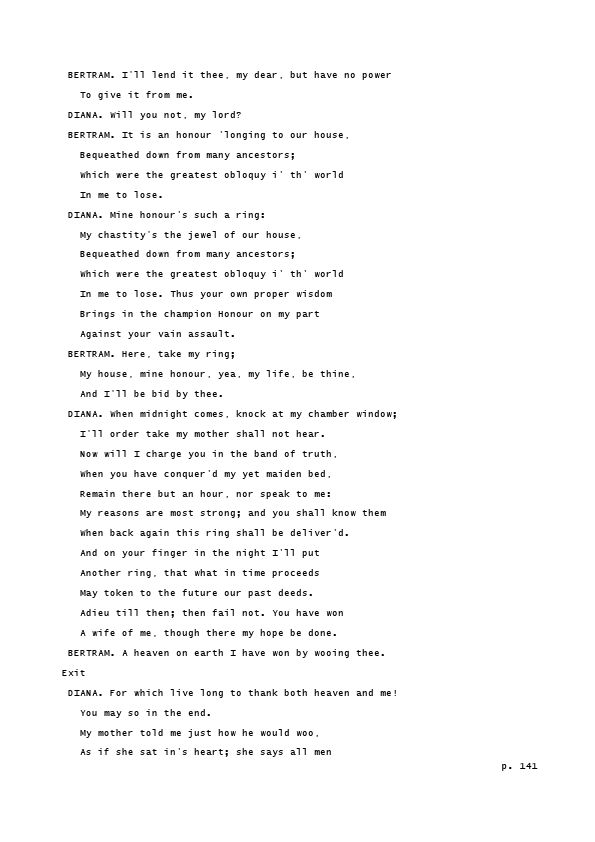 BERTRAM. I'll lend it thee, my dear, but have no power
To give it from me.
DIANA. Will you not, my lord?
BERTRAM. It is an honour 'longing to our house,
Bequeathed down from many ancestors;
Which were the greatest obloquy i' th' world
In me to lose.
DIANA. Mine honour's such a ring:
My chastity's the jewel of our house,
Bequeathed down from many ancestors;
Which were the greatest obloquy i' th' world
In me to lose. Thus your own proper wisdom
Brings in the champion Honour on my part
Against your vain assault.
BERTRAM. Here, take my ring;
My house, mine honour, yea, my life, be thine,
And I'll be bid by thee.
DIANA. When midnight comes, knock at my chamber window;
I'll order take my mother shall not hear.
Now will I charge you in the band of truth,
When you have conquer'd my yet maiden bed,
Remain there but an hour, nor speak to me:
My reasons are most strong; and you shall know them
When back again this ring shall be deliver'd.
And on your finger in the night I'll put
Another ring, that what in time proceeds
May token to the future our past deeds.
Adieu till then; then fail not. You have won
A wife of me, though there my hope be done.
BERTRAM. A heaven on earth I have won by wooing thee.
Exit
DIANA. For which live long to thank both heaven and me!
You may so in the end.
My mother told me just how he would woo,
As if she sat in's heart; she says all men
p. 141